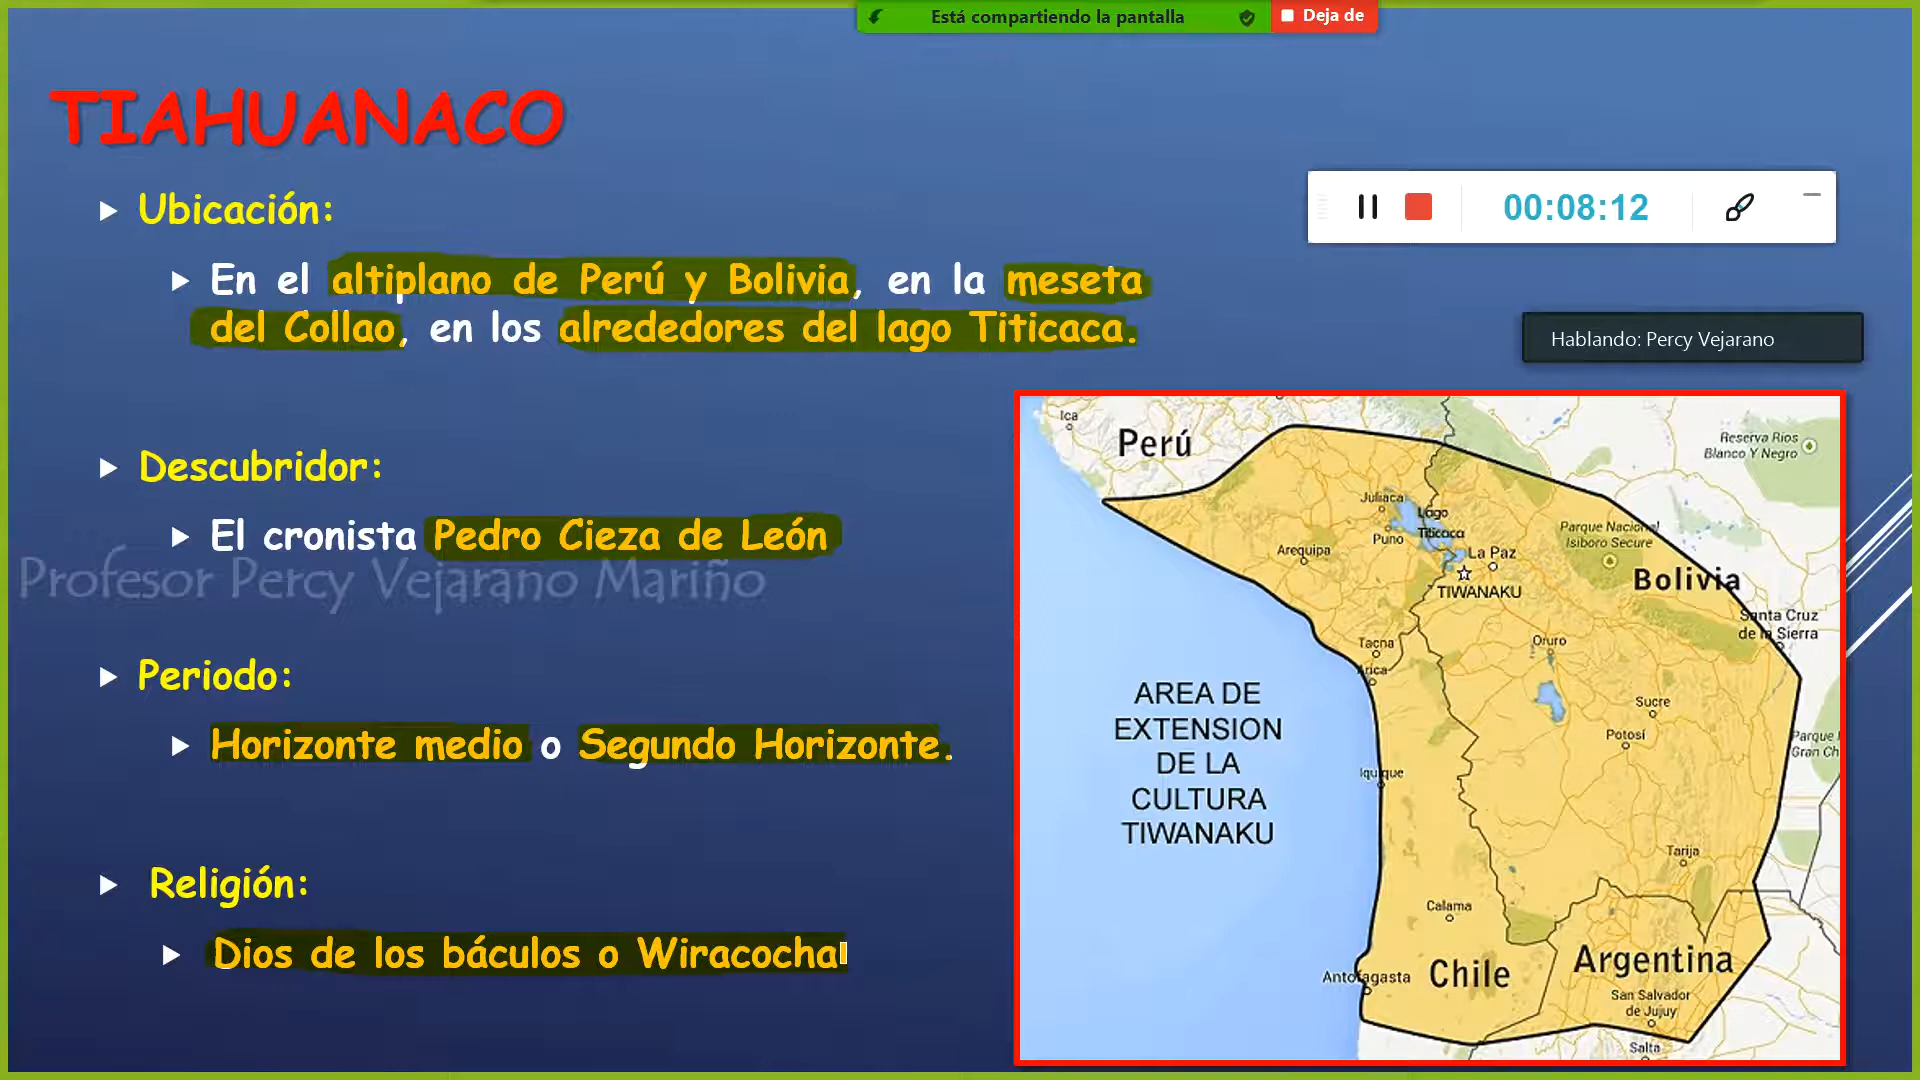 Está compartiendo la pantalla
Deja de
TIAHUANACO
Ubicación:
00:08:12
En el altiplano de Perú y Bolivia, en la meseta
del Collao, en los alrededores del lago Titicaca.
Hablando: Percy Vejarano
Descubridor:
El cronista Pedro Cieza de León
Profesor Percy Vejarano Mariño
Periodo:
Horizonte medio o Segundo Horizonte.
Religión:
Dios de los báculos o Wiracocha
Ica
Perú
Reserva Rios
Blanco Y Negro
Juliaca
Lago
Titicaca
Puno
Parque Nacional
Isiboro Secure
Arequipa
La Paz
TIWANAKU
Bolivia
Santa Cruz
de la Sierra
Tacna
Arica
Oruro
AREA DE
EXTENSION
DE LA
CULTURA
TIWANAKU
Sucre
Potosí
Parque
Gran Ch
Iquique
Tarija
Calama
Antofagasta
Chile
Argentina
San Salvador
de Jujuy
Salta